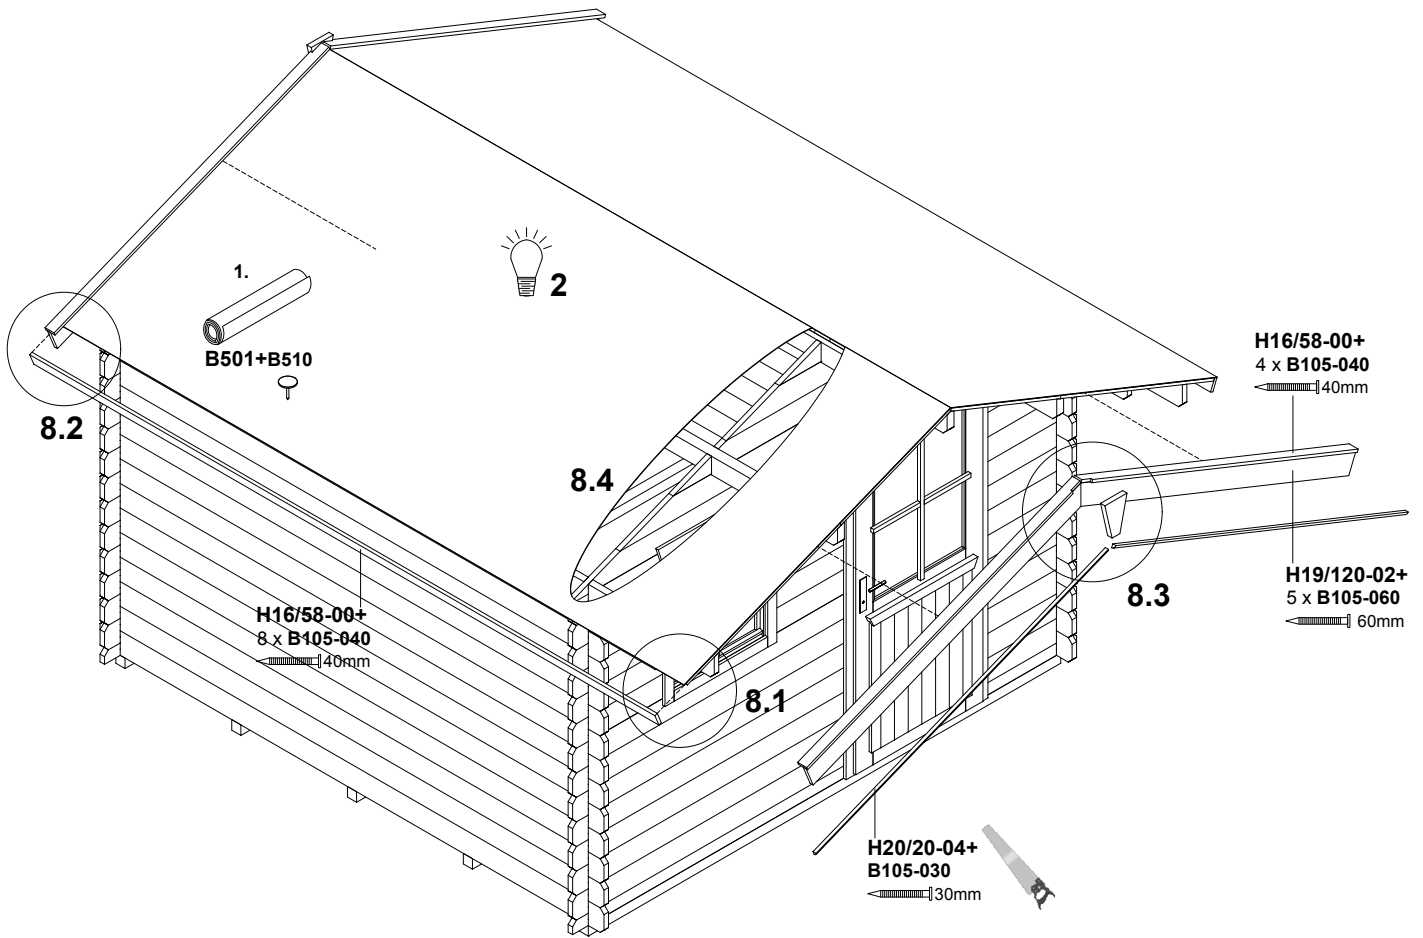 1.
2
B501+B510
H16/58-00+
4 x B105-040
40mm
8.2
8.4
8.3
H19/120-02+
5 x B105-060
60mm
H16/58-00+
8 x B105-040
40mm
8.1
H20/20-04+
B105-030
30mm